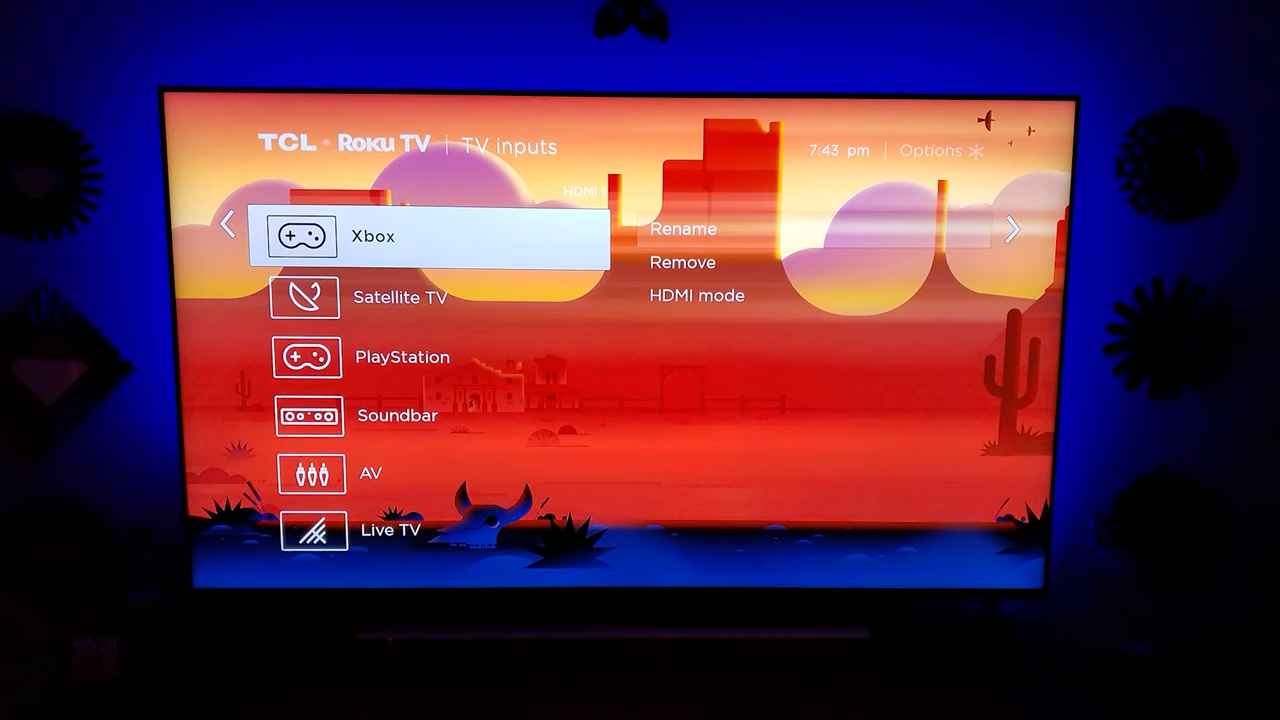 TCL • Roku TV | TV inputs
7:43 pm | Options
HDMI 1
Xbox
Satellite TV
PlayStation
Soundbar
AV
Live TV
Rename
Remove
HDMI mode